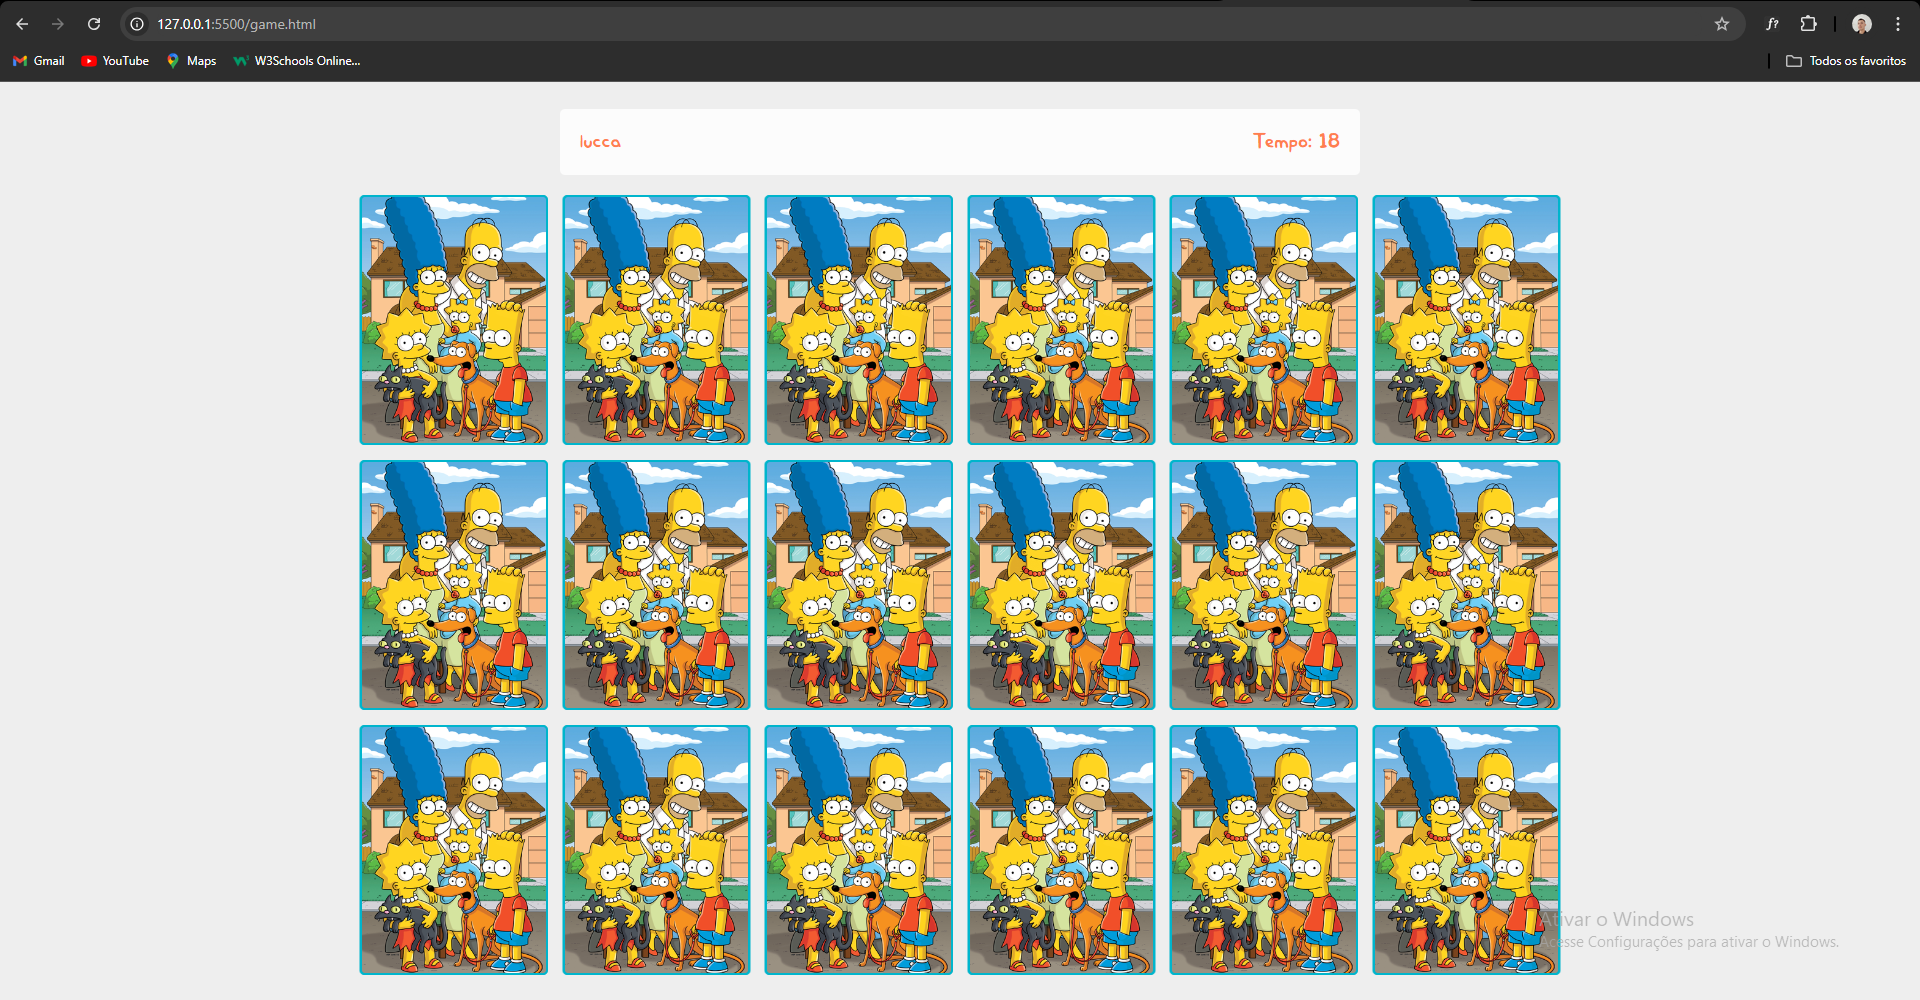 127.0.0.1:5500/game.html
Gmail
YouTube
Maps
W3Schools Online...
Todos os favoritos
lucca
Tempo: 18
Ativar o Windows
Acesse Configurações para ativar o Windows.